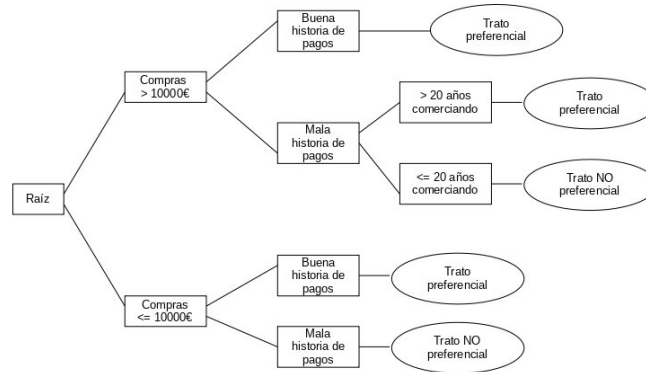 Buena
historia de
pagos
Trato
preferencial
Compras
> 10000€
> 20 años
comerciando
Trato
preferencial
Mala
historia de
pagos
<= 20 años
comerciando
Trato NO
preferencial
Raíz
Buena
historia de
pagos
Trato
preferencial
Compras
<= 10000€
Mala
historia de
pagos
Trato NO
preferencial